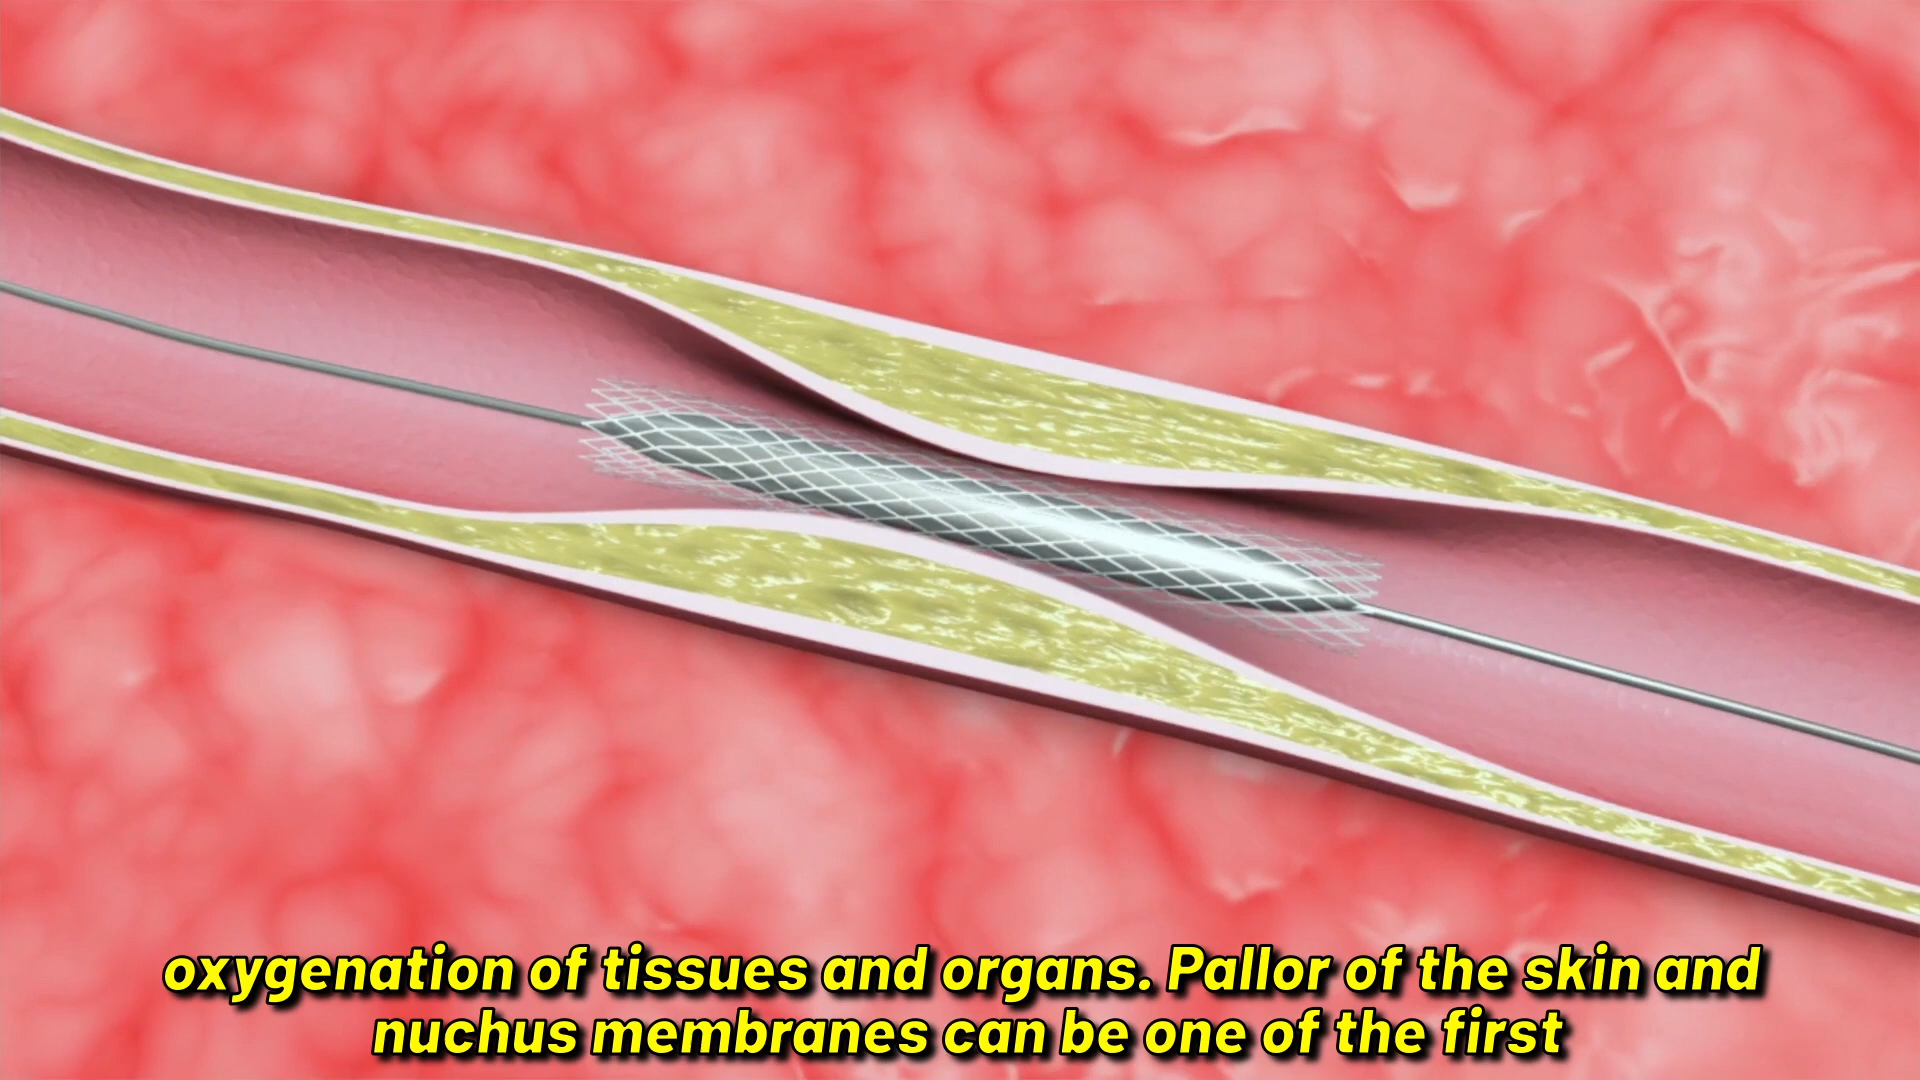 oxygenation of tissues and organs. Pallor of the skin and
nuchus membranes can be one of the first